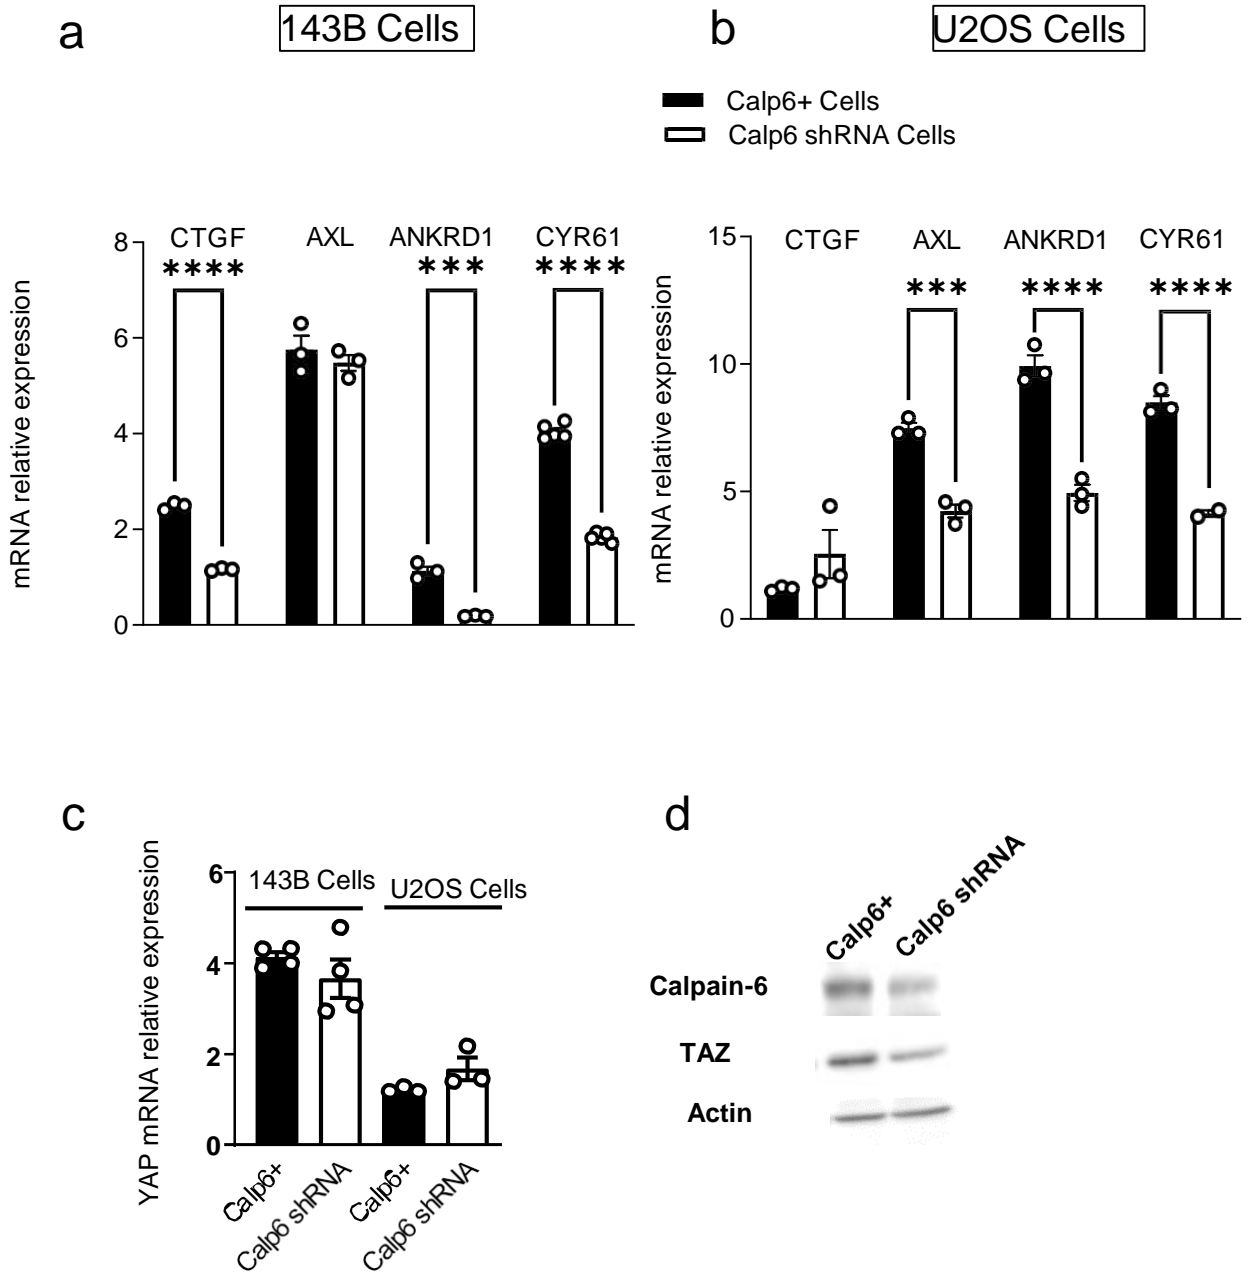 a
143B Cells
b
U2OS Cells
Calp6+ Cells
Calp6 shRNA Cells
mRNA relative expression
8
6
4
2
0
CTGF
AXL
ANKRD1
CYR61
****
***
****
mRNA relative expression
15
10
5
0
CTGF
AXL
ANKRD1
CYR61
***
****
****
c
YAP mRNA relative expression
6
4
2
0
143B Cells
U2OS Cells
Calp6+
Calp6 shRNA
Calp6+
Calp6 shRNA
d
Calp6+
Calp6 shRNA
Calpain-6
TAZ
Actin